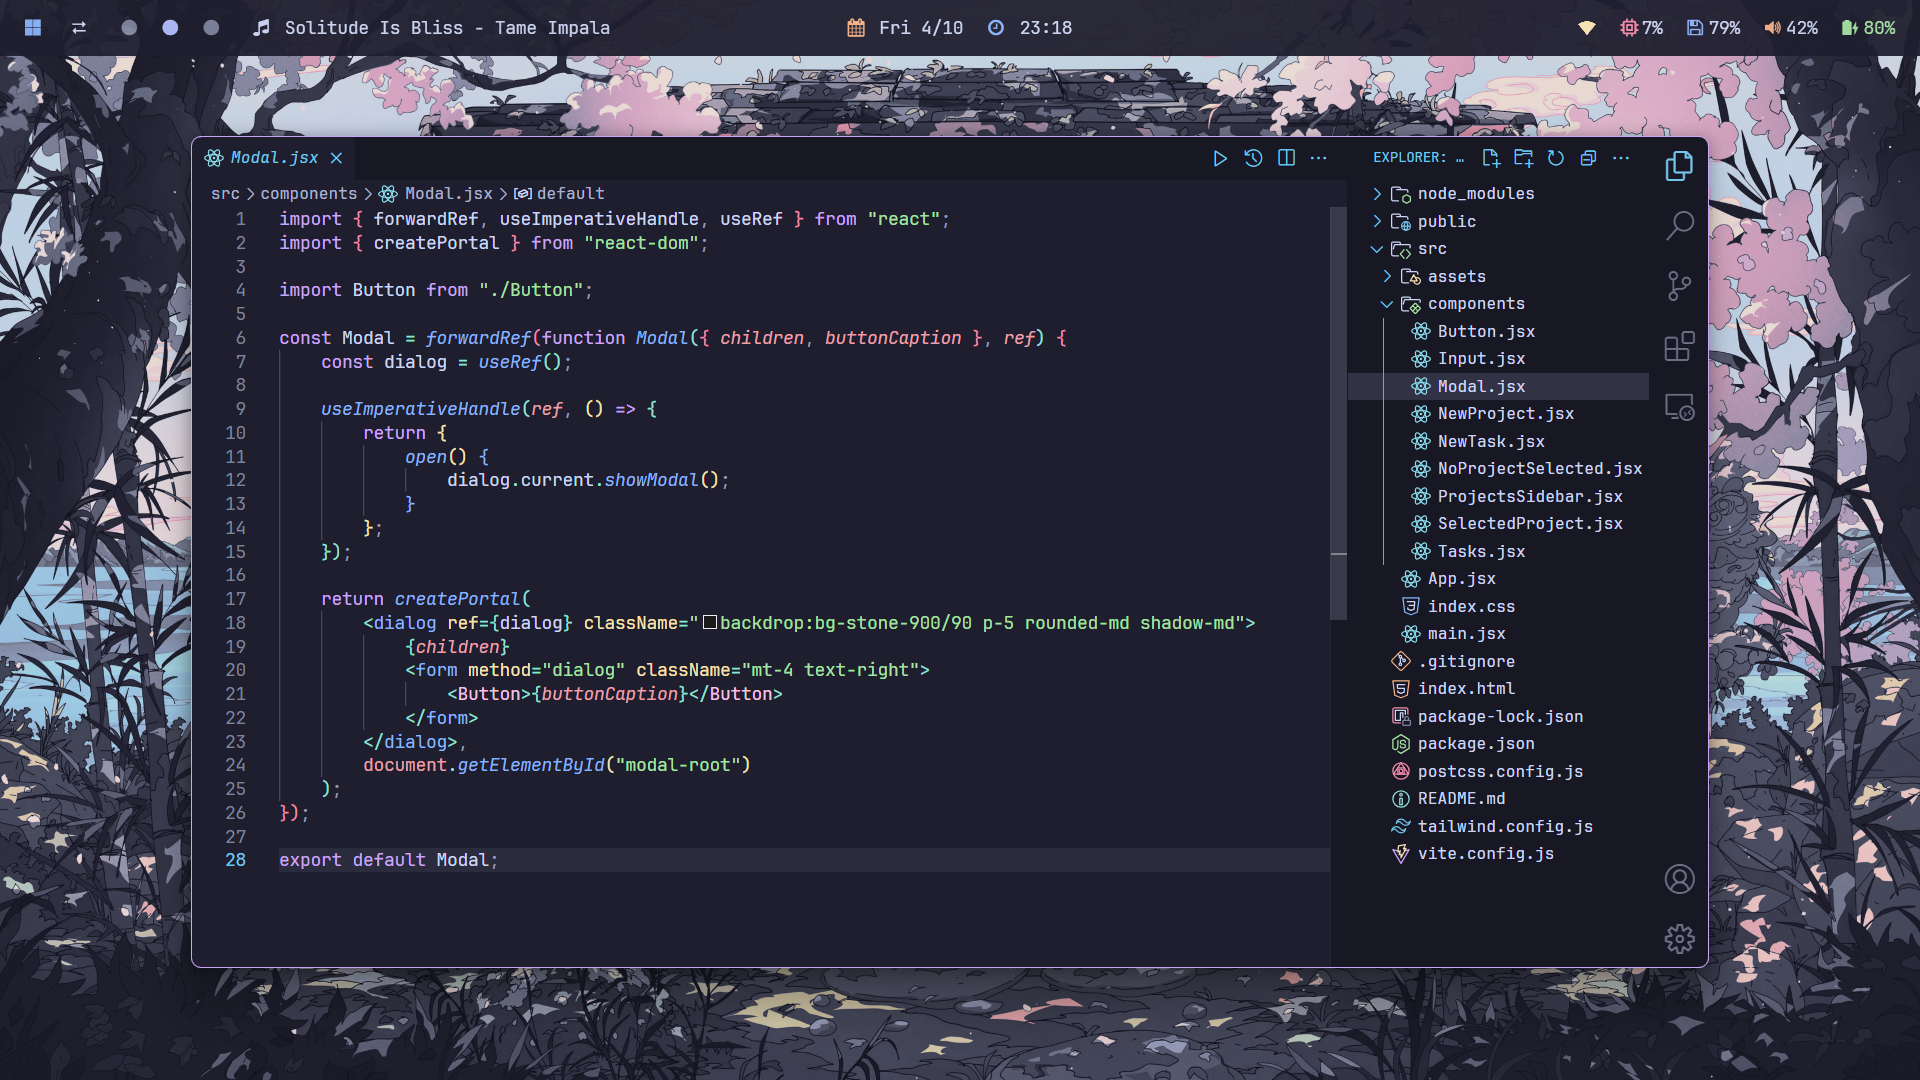 Solitude Is Bliss - Tame Impala
Fri 4/10 23:18
7% 79% 42% 80%
Modal.jsx
src > components > Modal.jsx > default
1 import { forwardRef, useImperativeHandle, useRef } from "react";
2 import { createPortal } from "react-dom";
3
4 import Button from "./Button";
5
6 const Modal = forwardRef(function Modal({ children, buttonCaption }, ref) {
7 const dialog = useRef();
8
9 useImperativeHandle(ref, () => {
10 return {
11 open() {
12 dialog.current.showModal();
13 }
14 };
15 });
16
17 return createPortal(
18 <dialog ref={dialog} className="backdrop:bg-stone-900/90 p-5 rounded-md shadow-md">
19 {children}
20 <form method="dialog" className="mt-4 text-right">
21 <Button>{buttonCaption}</Button>
22 </form>
23 </dialog>,
24 document.getElementById("modal-root")
25 );
26 });
27
28 export default Modal;
EXPLORER: …
node_modules
public
src
assets
components
Button.jsx
Input.jsx
Modal.jsx
NewProject.jsx
NewTask.jsx
NoProjectSelected.jsx
ProjectsSidebar.jsx
SelectedProject.jsx
Tasks.jsx
App.jsx
index.css
main.jsx
.gitignore
index.html
package-lock.json
package.json
postcss.config.js
README.md
tailwind.config.js
vite.config.js